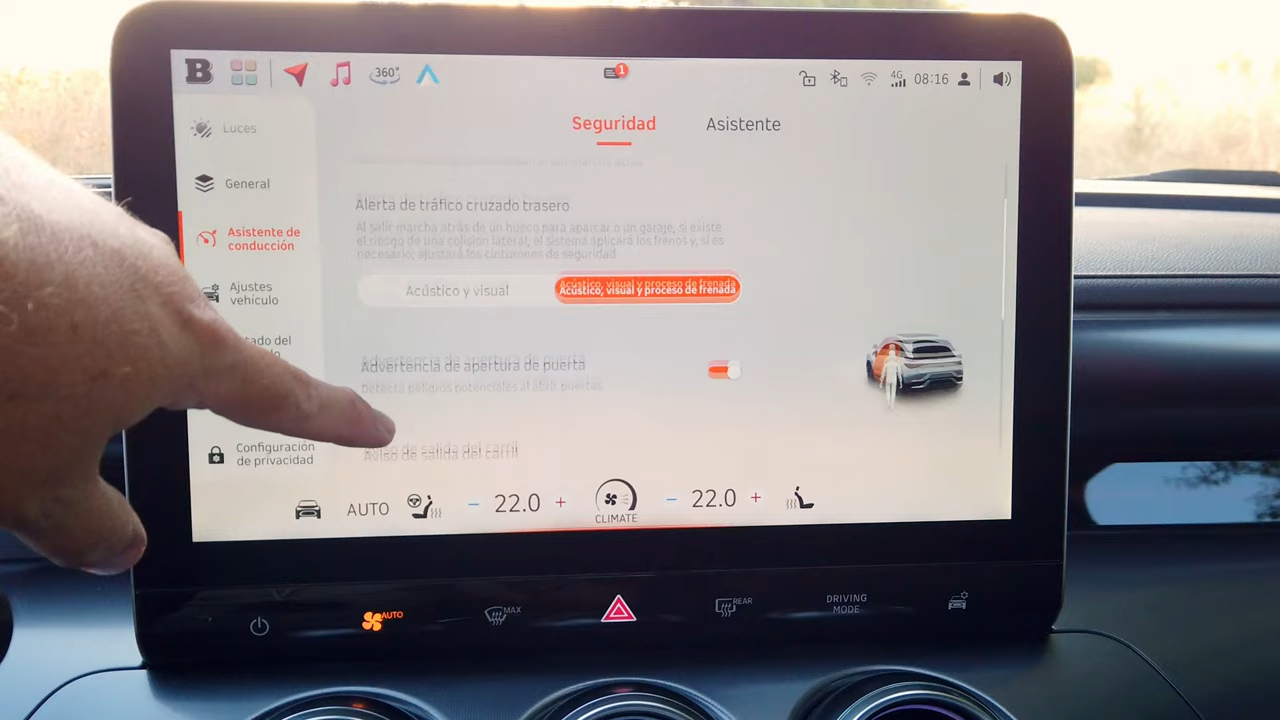 B
360°
1
4G
08:16
Luces
Seguridad
Asistente
General
Alerta de tráfico cruzado trasero
Al salir marcha atrás de un hueco para aparcar o un garaje, si existe
el riesgo de una colisión lateral, el sistema aplicará los frenos y, si es
necesario, ajustará los cinturones de seguridad
Asistente de
conducción
Ajustes
vehículo
Acústico y visual
Acústico, visual y proceso de frenada
tado del
Advertencia de apertura de puerta
Detecta peligros potenciales al abrir puertas
Configuración
de privacidad
Aviso de salida del carril
AUTO
− 22.0 +
CLIMATE
− 22.0 +
AUTO
MAX
REAR
DRIVING
MODE